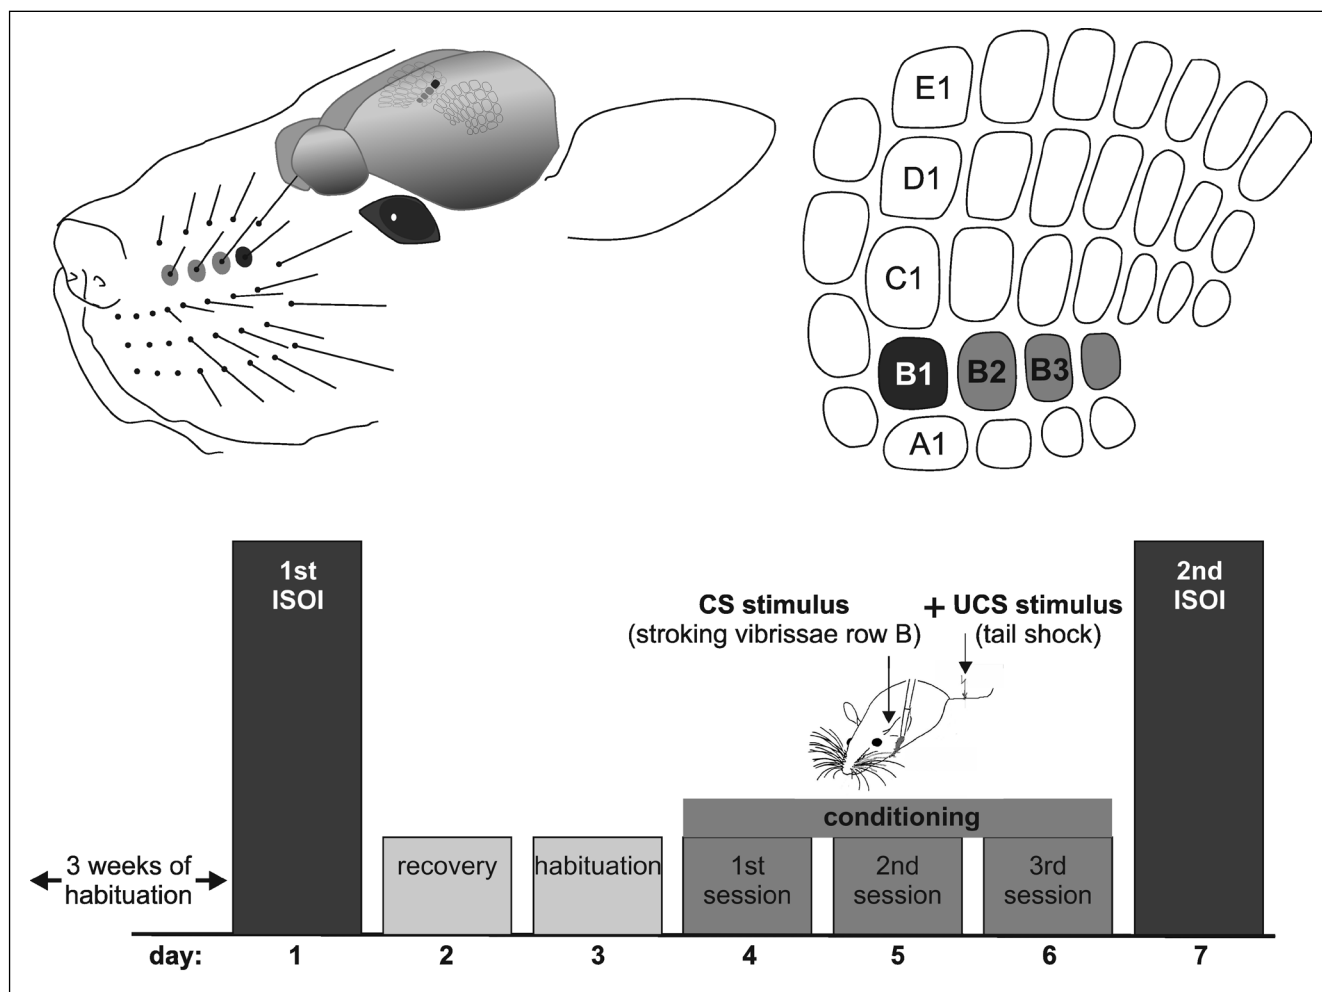 E1
D1
C1
B1 B2 B3
A1
1st
ISOI
2nd
ISOI
CS stimulus + UCS stimulus
(stroking vibrissae row B) (tail shock)
conditioning
3 weeks of
habituation
recovery
habituation
1st
session
2nd
session
3rd
session
day: 1 2 3 4 5 6 7